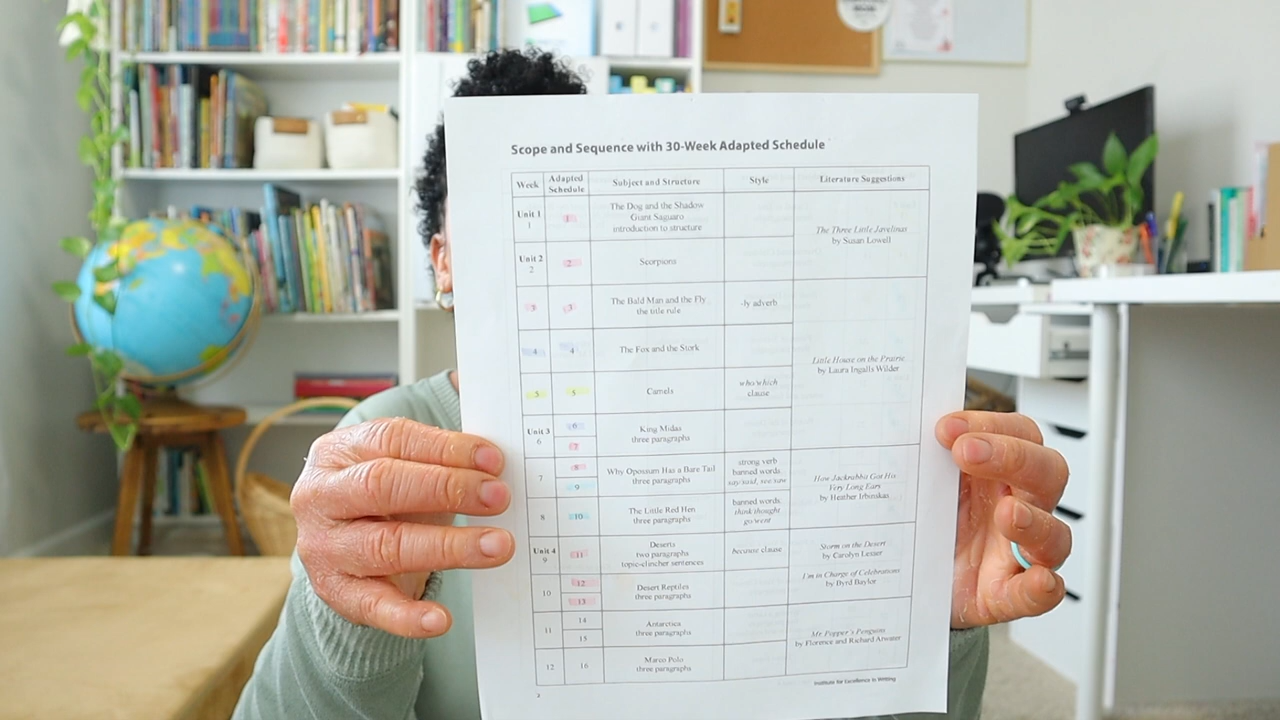 Scope and Sequence with 30-Week Adapted Schedule
Week
Adapted
Schedule
Subject and Structure
Style
Literature Suggestions
Unit 1
1
1
The Dog and the Shadow
Giant Saguaro
introduction to structure
The Three Little Javelinas
by Susan Lowell
Unit 2
2
2
Scorpions
3
3
The Bald Man and the Fly
the title rule
-ly adverb
Little House on the Prairie
by Laura Ingalls Wilder
4
4
The Fox and the Stork
5
5
Camels
who/which
clause
Unit 3
6
6
7
King Midas
three paragraphs
7
8
9
Why Opossum Has a Bare Tail
three paragraphs
strong verb
banned words
say/said, see/saw
How Jackrabbit Got His
Very Long Ears
by Heather Irbinskas
8
10
The Little Red Hen
three paragraphs
banned words
think/thought
go/went
Unit 4
9
11
Deserts
two paragraphs
topic-clincher sentences
because clause
Storm on the Desert
by Carolyn Lesser
I'm in Charge of Celebrations
by Byrd Baylor
10
12
13
Desert Reptiles
three paragraphs
11
14
15
Antarctica
three paragraphs
Mr. Popper's Penguins
by Florence and Richard Atwater
12
16
Marco Polo
three paragraphs
2
Institute for Excellence in Writing